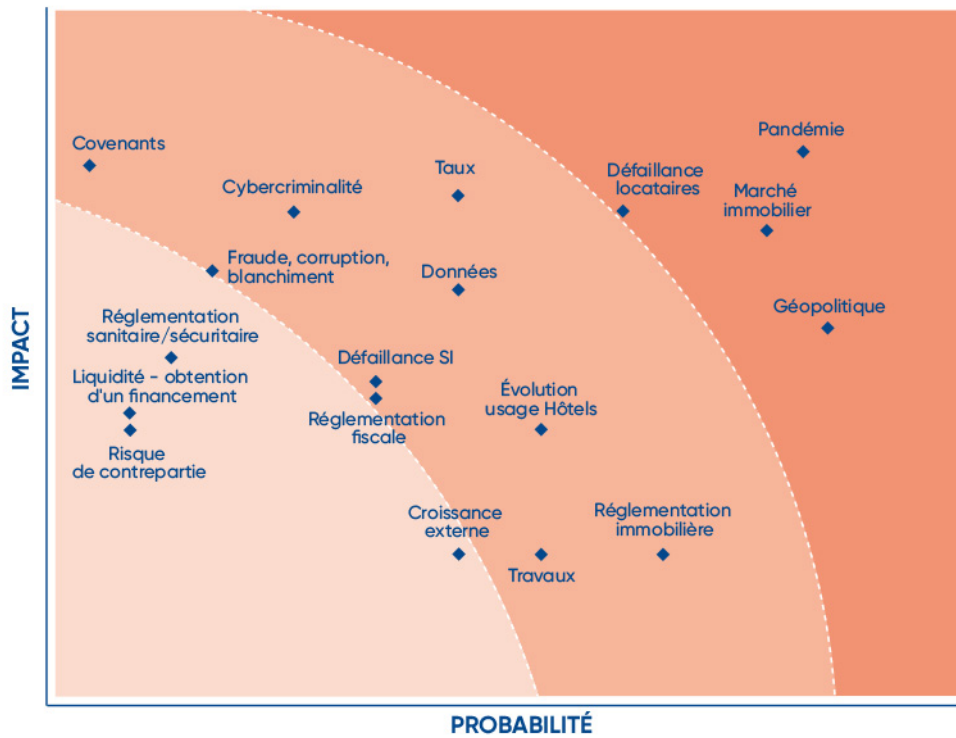 IMPACT
Pandémie
Covenants
Taux
Défaillance
locataires
Cybercriminalité
Marché
immobilier
Fraude, corruption,
blanchiment
Données
Géopolitique
Réglementation
sanitaire/sécuritaire
Défaillance SI
Liquidité - obtention
d'un financement
Évolution
usage Hôtels
Réglementation
fiscale
Risque
de contrepartie
Croissance
externe
Réglementation
immobilière
Travaux
PROBABILITÉ